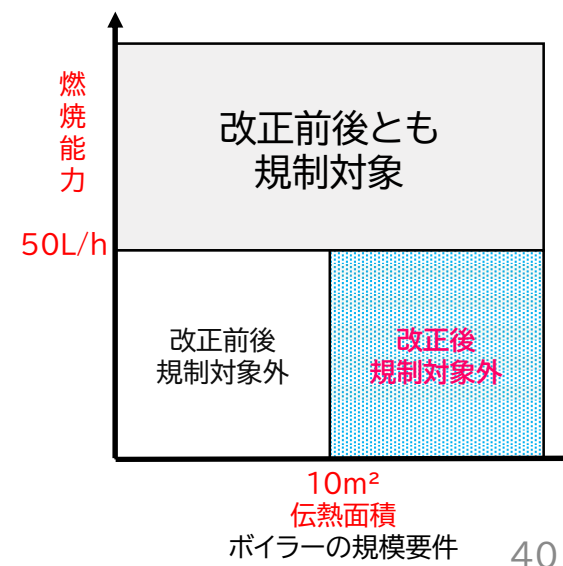 燃焼能力
改正前後とも
規制対象
50L/h
改正前後
規制対象外
改正後
規制対象外
10m²
伝熱面積
ボイラーの規模要件
40